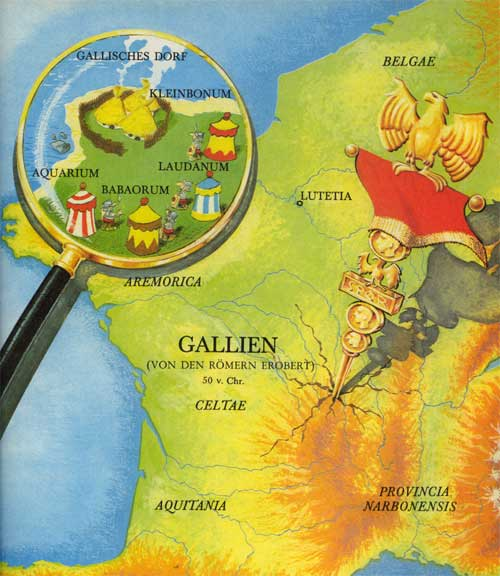 GALLISCHES DORF
KLEINBONUM
AQUARIUM
LAUDANUM
BABAORUM
BELGAE
LUTETIA
AREMORICA
GALLIEN
(VON DEN RÖMERN EROBERT)
50 v. Chr.
CELTAE
AQUITANIA
PROVINCIA
NARBONENSIS